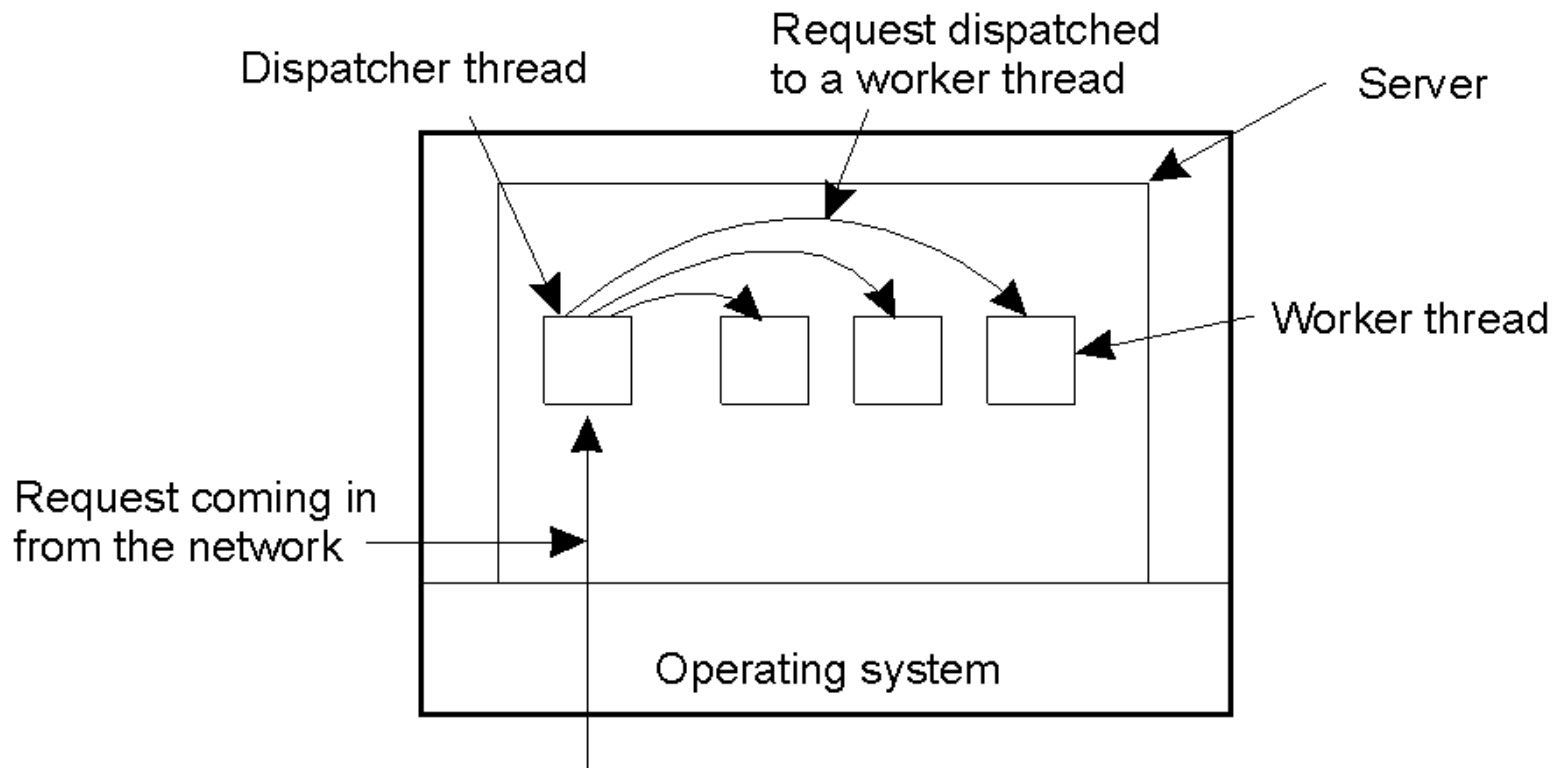 Request dispatched
to a worker thread
Dispatcher thread
Server
Worker thread
Request coming in
from the network
Operating system